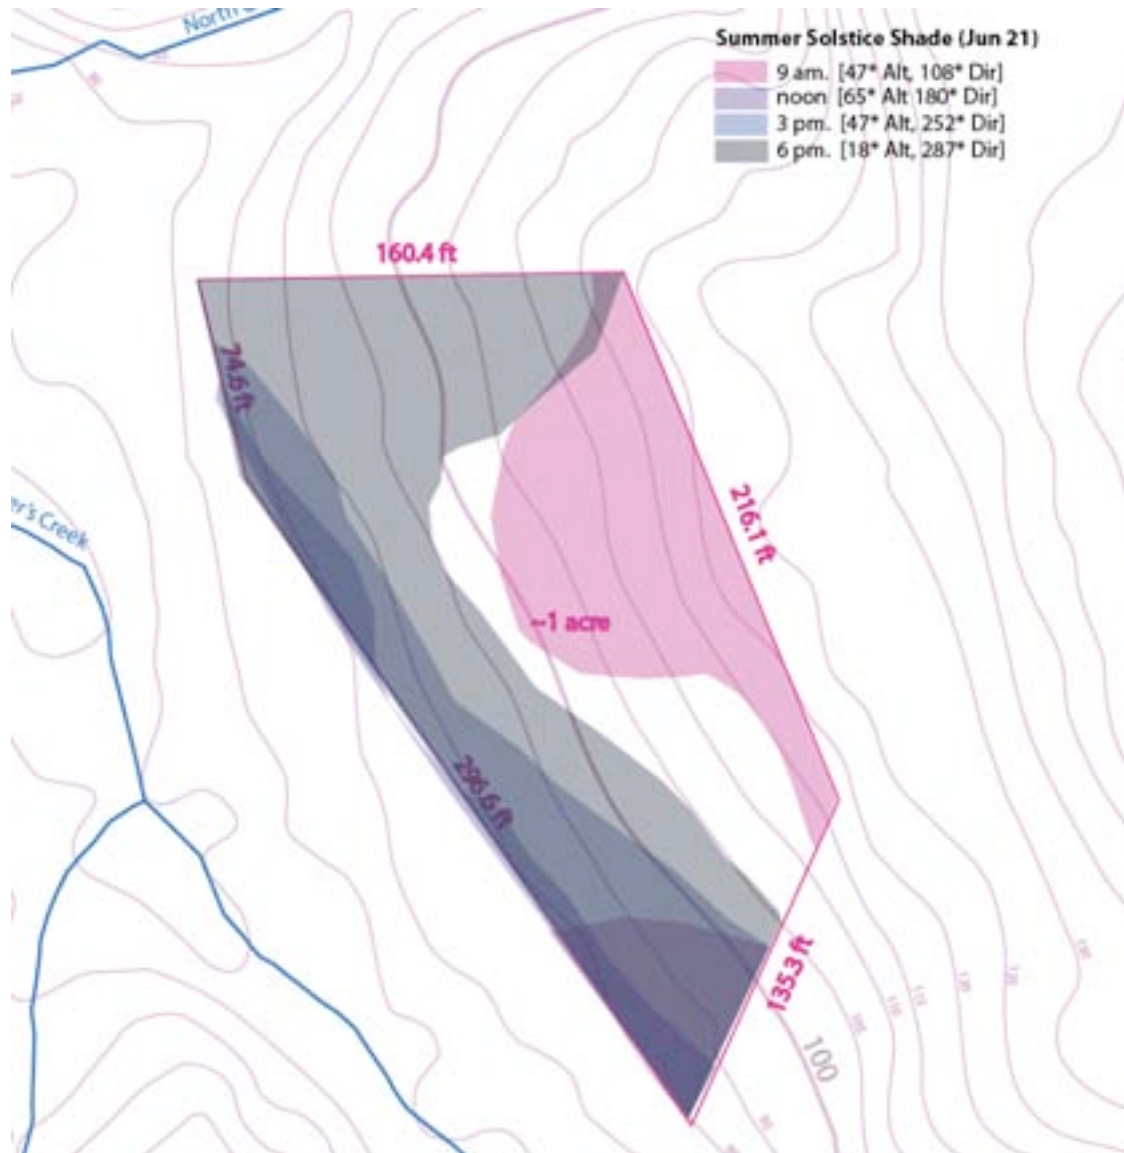 North
Summer Solstice Shade (Jun 21)
9 am. [47* Alt, 108* Dir]
noon [65* Alt 180* Dir]
3 pm. [47* Alt, 252* Dir]
6 pm. [18* Alt, 287* Dir]
160.4 ft
74.6 ft
216.1 ft
er's Creek
~1 acre
296.6 ft
135.3 ft
100